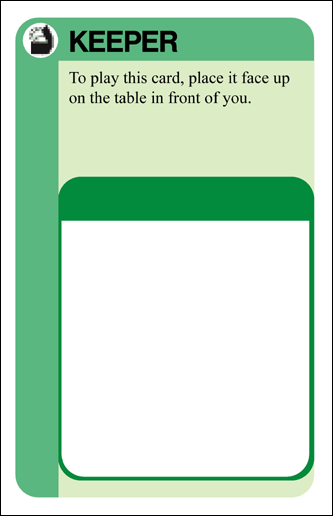 KEEPER
To play this card, place it face up
on the table in front of you.